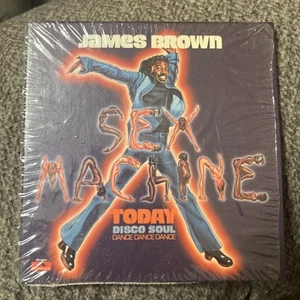 JAMES BROWN
SEX
MACHINE
TODAY
DISCO SOUL
DANCE DANCE DANCE